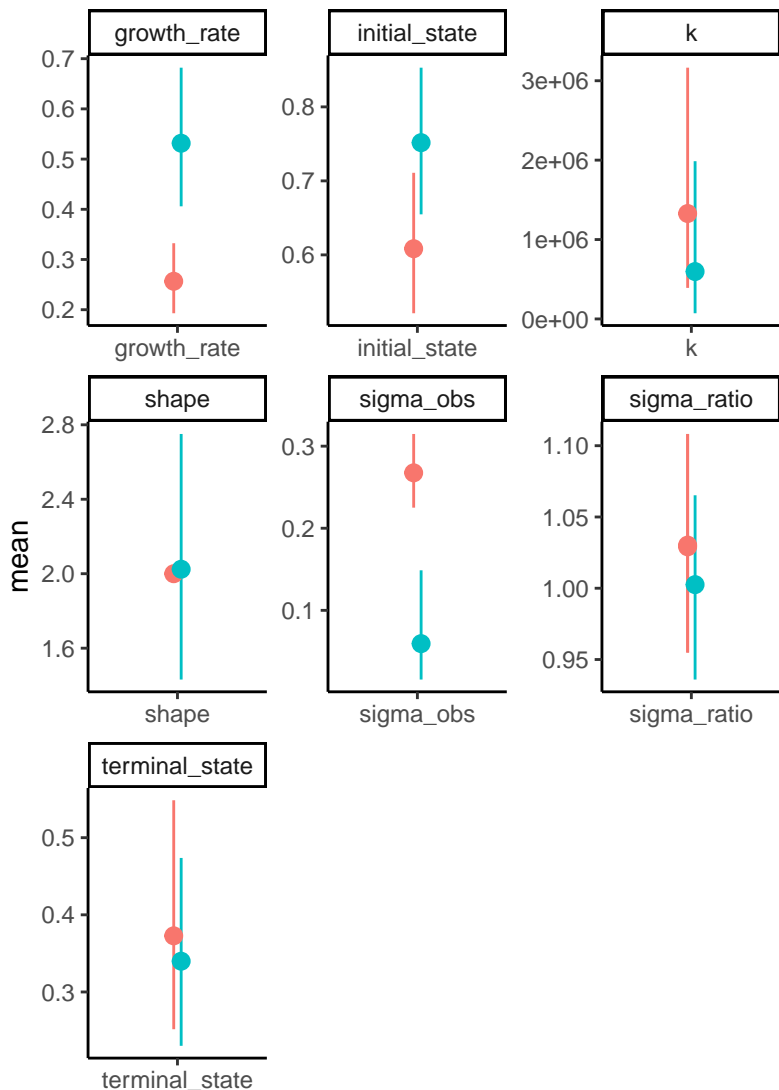 growth_rate
0.7
0.6
0.5
0.4
0.3
0.2
growth_rate
initial_state
0.8
0.7
0.6
initial_state
k
3e+06
2e+06
1e+06
0e+00
k
mean
shape
2.8
2.4
2.0
1.6
shape
sigma_obs
0.3
0.2
0.1
sigma_obs
sigma_ratio
1.10
1.05
1.00
0.95
sigma_ratio
terminal_state
0.5
0.4
0.3
terminal_state